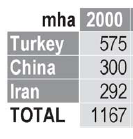 mha 2000
Turkey 575
China 300
Iran 292
TOTAL 1167